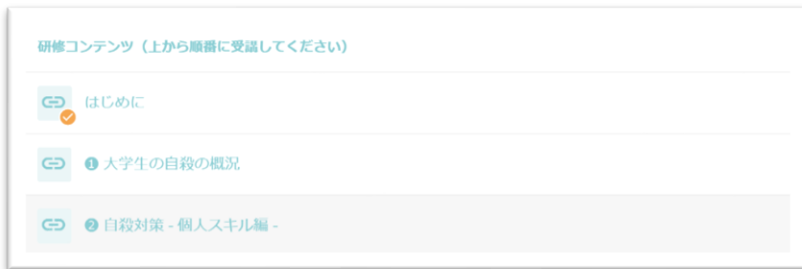 研修コンテンツ（上から順番に受講してください）
はじめに
❶ 大学生の自殺の概況
❷ 自殺対策 - 個人スキル編 -